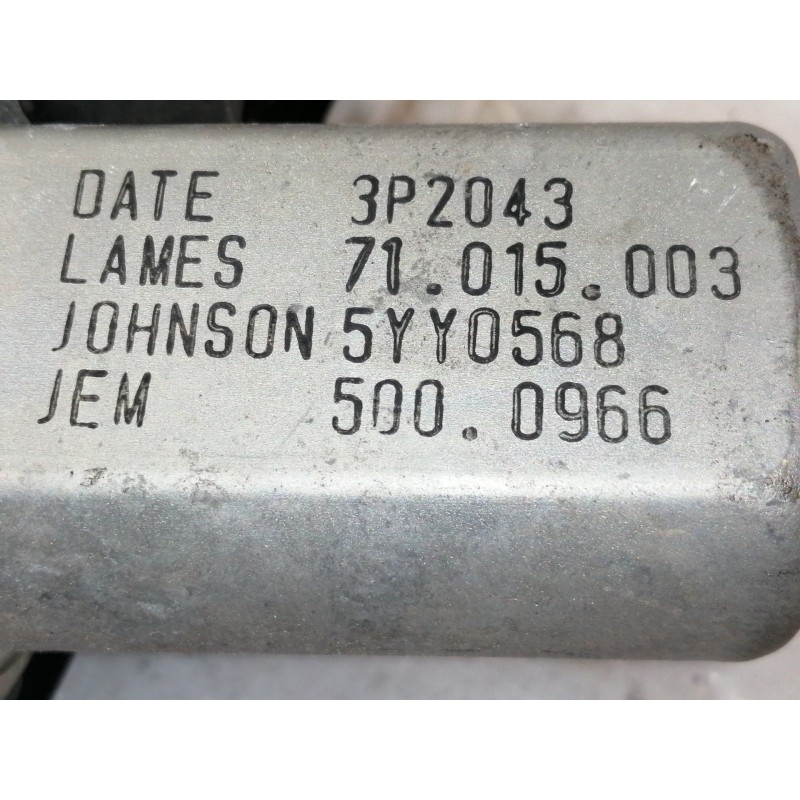 DATE 3P2043
LAMES 71.015.003
JOHNSON 5YY0568
JEM 500.0966